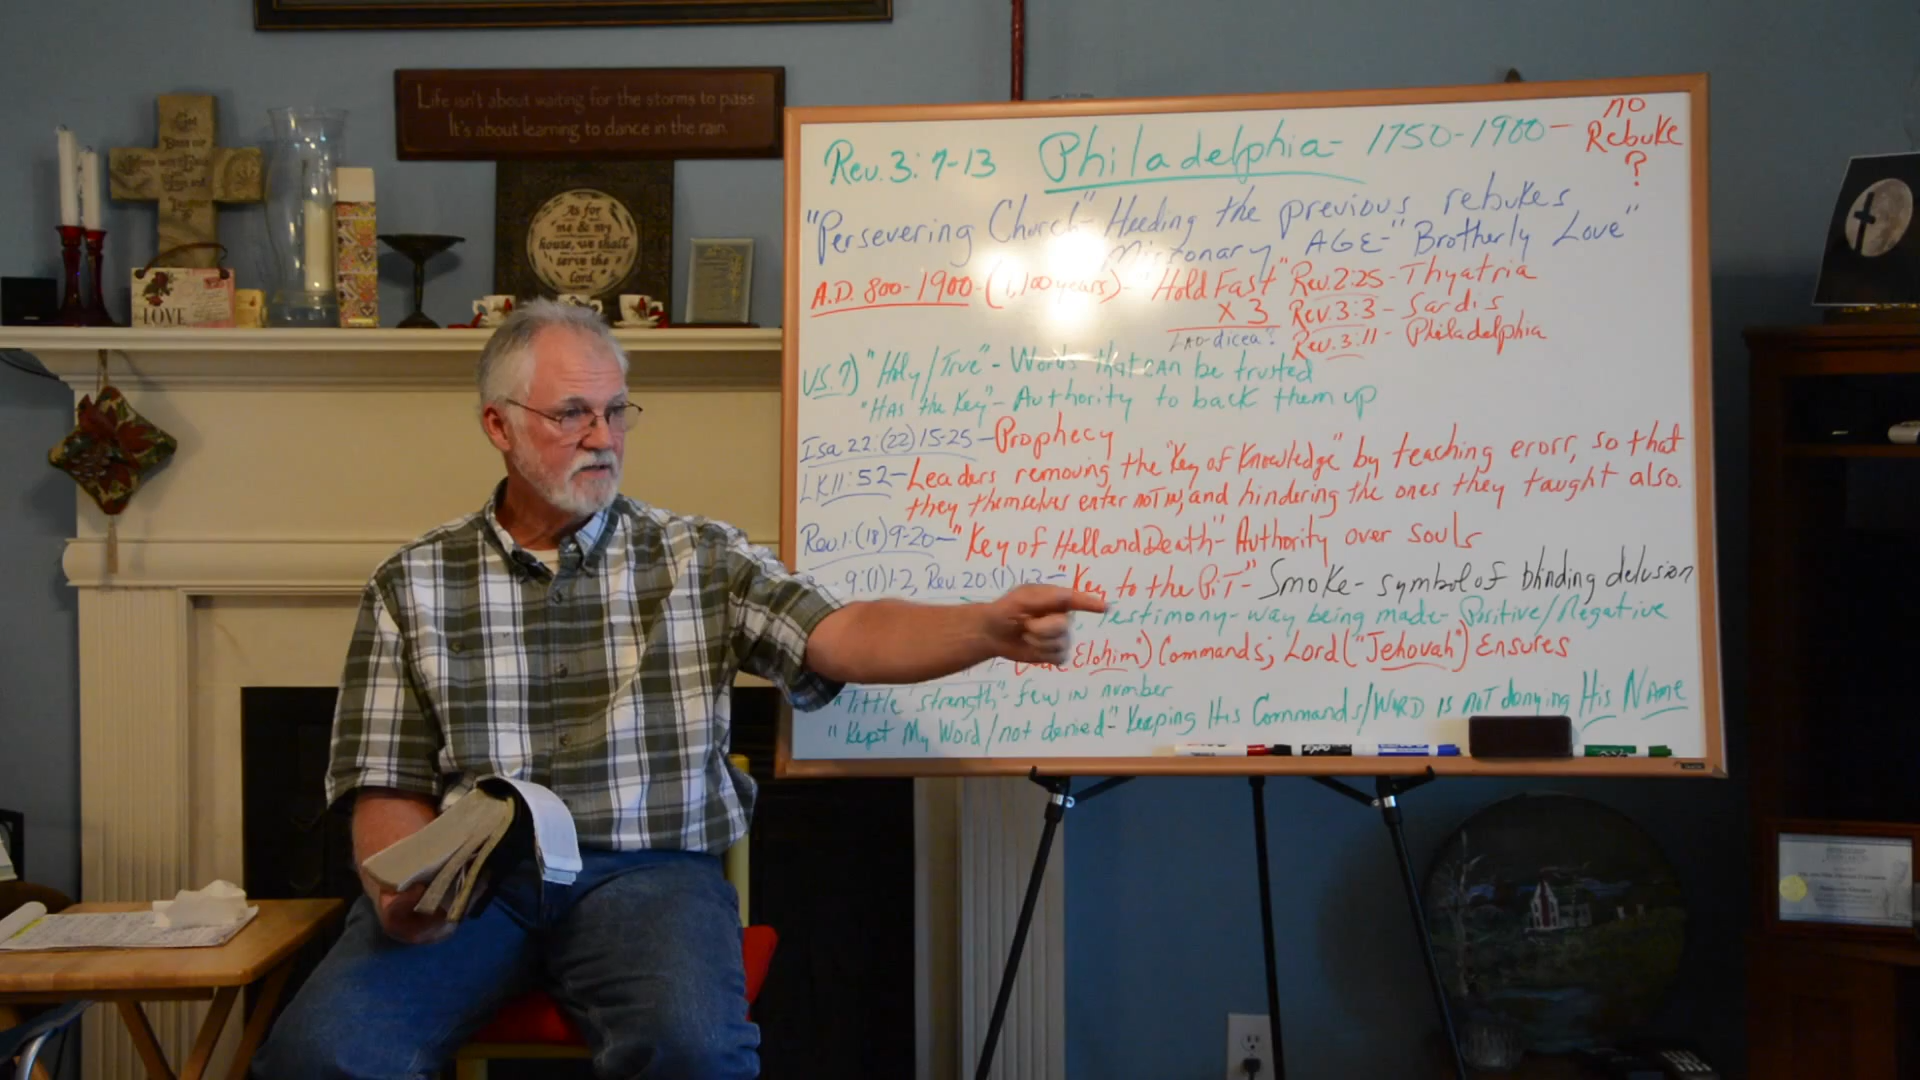 Life isn't about waiting for the storms to pass.
It's about learning to dance in the rain.
God
Bless our
LOVE
As for
me & my
house, we shall
serve the
Lord.
no
Rebuke
?
Rev. 3:7-13 Philadelphia- 1750-1900-
"Persevering Church" Heeding the previous rebukes
Missionary AGE- "Brotherly Love"
A.D. 800-1900-(1,100 years)- "Hold Fast" Rev. 2:25-Thyatria
X 3 Rev. 3:3- Sardis
LAO-dicea? Rev. 3:11- Philadelphia
VS. 7) "Holy/True"- Words that CAN be trusted
"HAS the Key"- Authority to back them up
Isa 22:(22)15-25-Prophecy
LK 11:52-Leaders removing the "Key of Knowledge" by teaching erorr, so that
they themselves enter NOT IN, and hindering the ones they taught also.
Rev. 1:(18)9-20-"Key of Hell and Death"- Authority over souls
9:(1)1-2, Rev. 20:(1)1-3-"Key to the PiT-" Smoke- symbol of blinding delusion
Testimony- way being made- Positive/Negative
Elohim") Commands; Lord ("Jehovah") Ensures
"little strength"- few in number
"Kept My Word/not denied"- Keeping His Commands/WORD IS NOT denying His NAME
EXPO